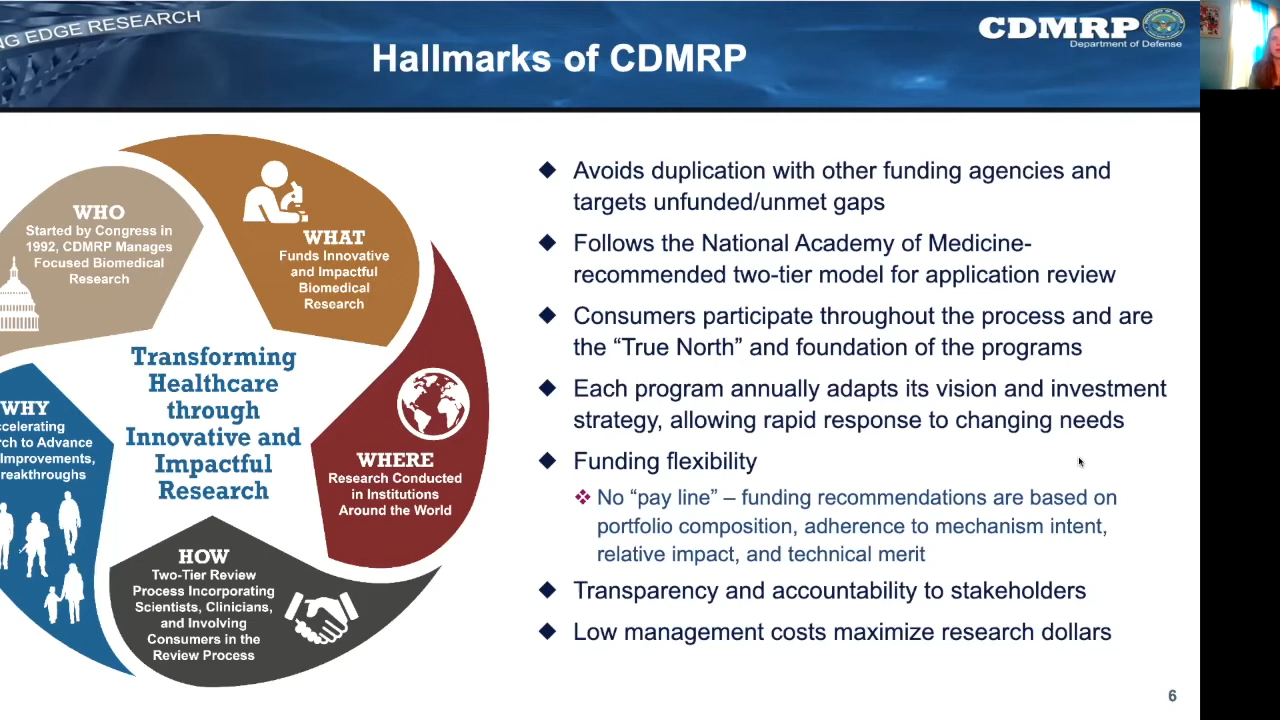 NG EDGE RESEARCH
Hallmarks of CDMRP
CDMRP
Department of Defense
WHO
Started by Congress in
1992, CDMRP Manages
Focused Biomedical
Research
WHAT
Funds Innovative
and Impactful
Biomedical
Research
WHERE
Research Conducted
in Institutions
Around the World
HOW
Two-Tier Review
Process Incorporating
Scientists, Clinicians,
and Involving
Consumers in the
Review Process
WHY
ccelerating
rch to Advance
Improvements,
reakthroughs
Transforming
Healthcare
through
Innovative and
Impactful
Research
Avoids duplication with other funding agencies and
targets unfunded/unmet gaps
Follows the National Academy of Medicine-
recommended two-tier model for application review
Consumers participate throughout the process and are
the “True North” and foundation of the programs
Each program annually adapts its vision and investment
strategy, allowing rapid response to changing needs
Funding flexibility
No “pay line” – funding recommendations are based on
portfolio composition, adherence to mechanism intent,
relative impact, and technical merit
Transparency and accountability to stakeholders
Low management costs maximize research dollars
6